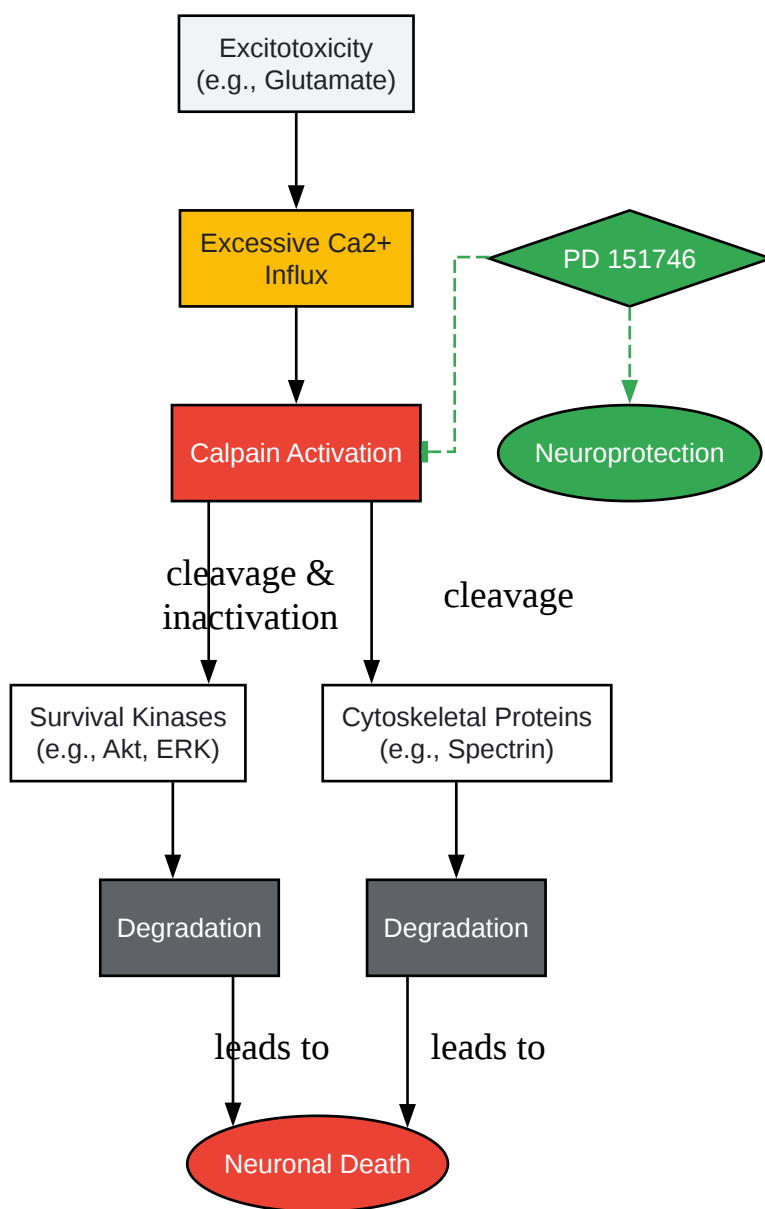 Excitotoxicity
(e.g., Glutamate)
Excessive Ca2+
Influx
PD 151746
Calpain Activation
Neuroprotection
cleavage &
inactivation
cleavage
Survival Kinases
(e.g., Akt, ERK)
Cytoskeletal Proteins
(e.g., Spectrin)
Degradation
Degradation
leads to
leads to
Neuronal Death